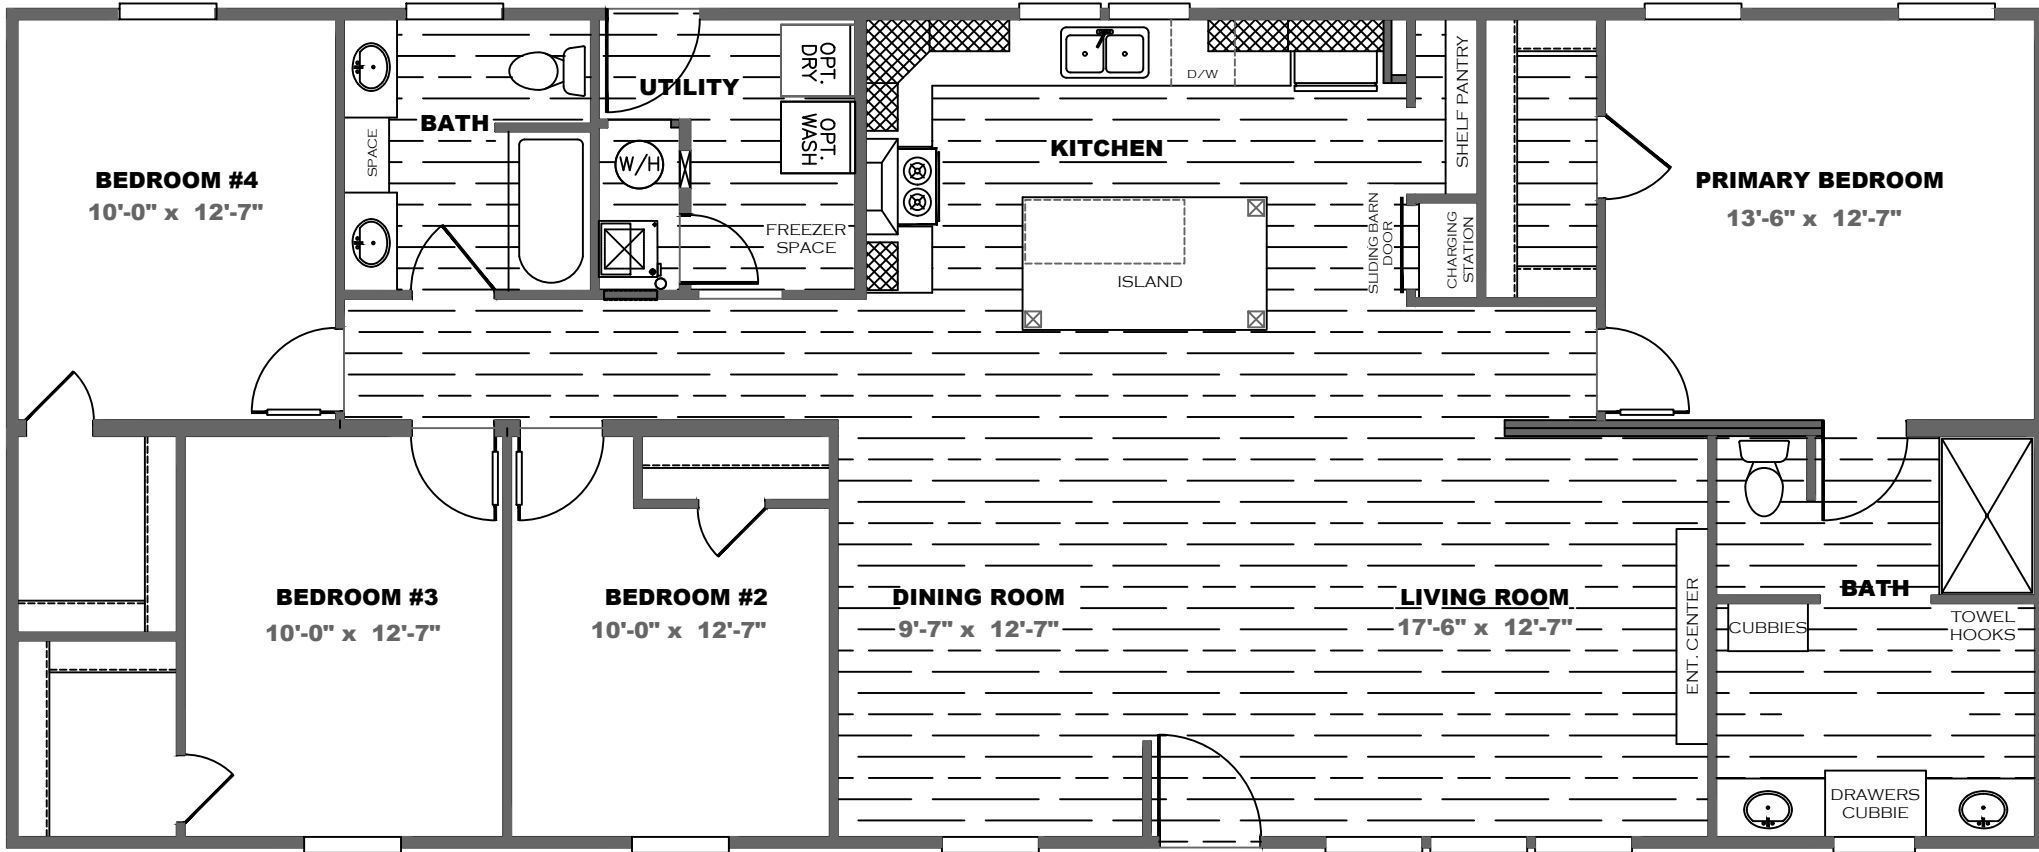 OPT.
DRY
UTILITY
D/W
SHELF PANTRY
BATH
OPT.
WASH
SPACE
W/H
KITCHEN
BEDROOM #4
10'-0" x 12'-7"
PRIMARY BEDROOM
13'-6" x 12'-7"
FREEZER
SPACE
SLIDING BARN
DOOR
CHARGING
STATION
ISLAND
BEDROOM #3
10'-0" x 12'-7"
BEDROOM #2
10'-0" x 12'-7"
DINING ROOM
9'-7" x 12'-7"
LIVING ROOM
17'-6" x 12'-7"
ENT. CENTER
BATH
CUBBIES
TOWEL
HOOKS
DRAWERS
CUBBIE